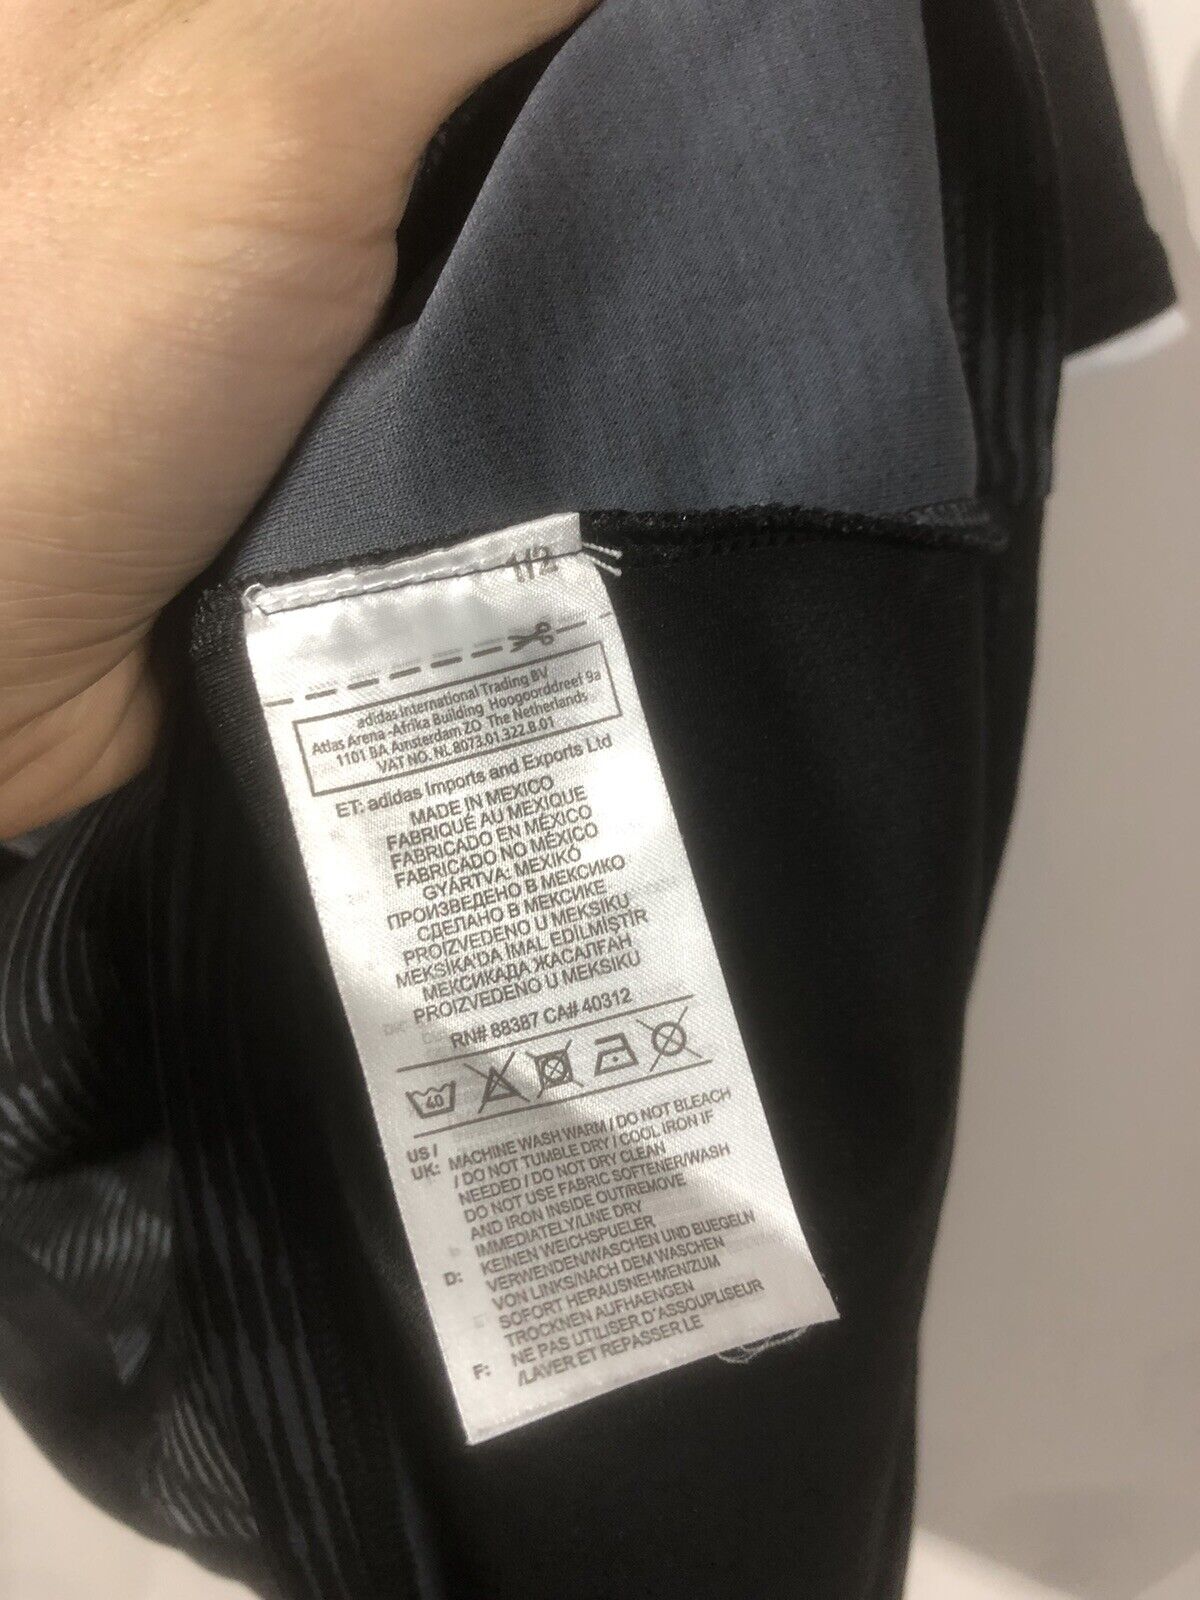 1/2
adidas International Trading BV
Atlas Arena-Afrika Building Hoogoorddreef 9a
1101 BA Amsterdam ZO The Netherlands
VAT NO. NL 8073.01.322.B.01
ET: adidas Imports and Exports Ltd
MADE IN MEXICO
FABRIQUÉ AU MEXIQUE
FABRICADO EN MÉXICO
FABRICADO NO MÉXICO
GYÁRTVA: MEXIKÓ
ПРОИЗВЕДЕНО В МЕКСИКО
СДЕЛАНО В МЕКСИКЕ
PROIZVEDENO U MEKSIKU
MEKSİKA'DA İMAL EDİLMİŞTİR
МЕКСИКАДА ЖАСАЛҒАН
PROIZVEDENO U MEKSIKU
RN# 88387 CA# 40312
40
US/ MACHINE WASH WARM / DO NOT BLEACH
UK: / DO NOT TUMBLE DRY / COOL IRON IF
NEEDED / DO NOT DRY CLEAN
DO NOT USE FABRIC SOFTENER/WASH
AND IRON INSIDE OUT/REMOVE
IMMEDIATELY/LINE DRY
D: KEINEN WEICHSPUELER
VERWENDEN/WASCHEN UND BUEGELN
VON LINKS/NACH DEM WASCHEN
SOFORT HERAUSNEHMEN/ZUM
TROCKNEN AUFHAENGEN
F: NE PAS UTILISER D'ASSOUPLISEUR
/LAVER ET REPASSER LE